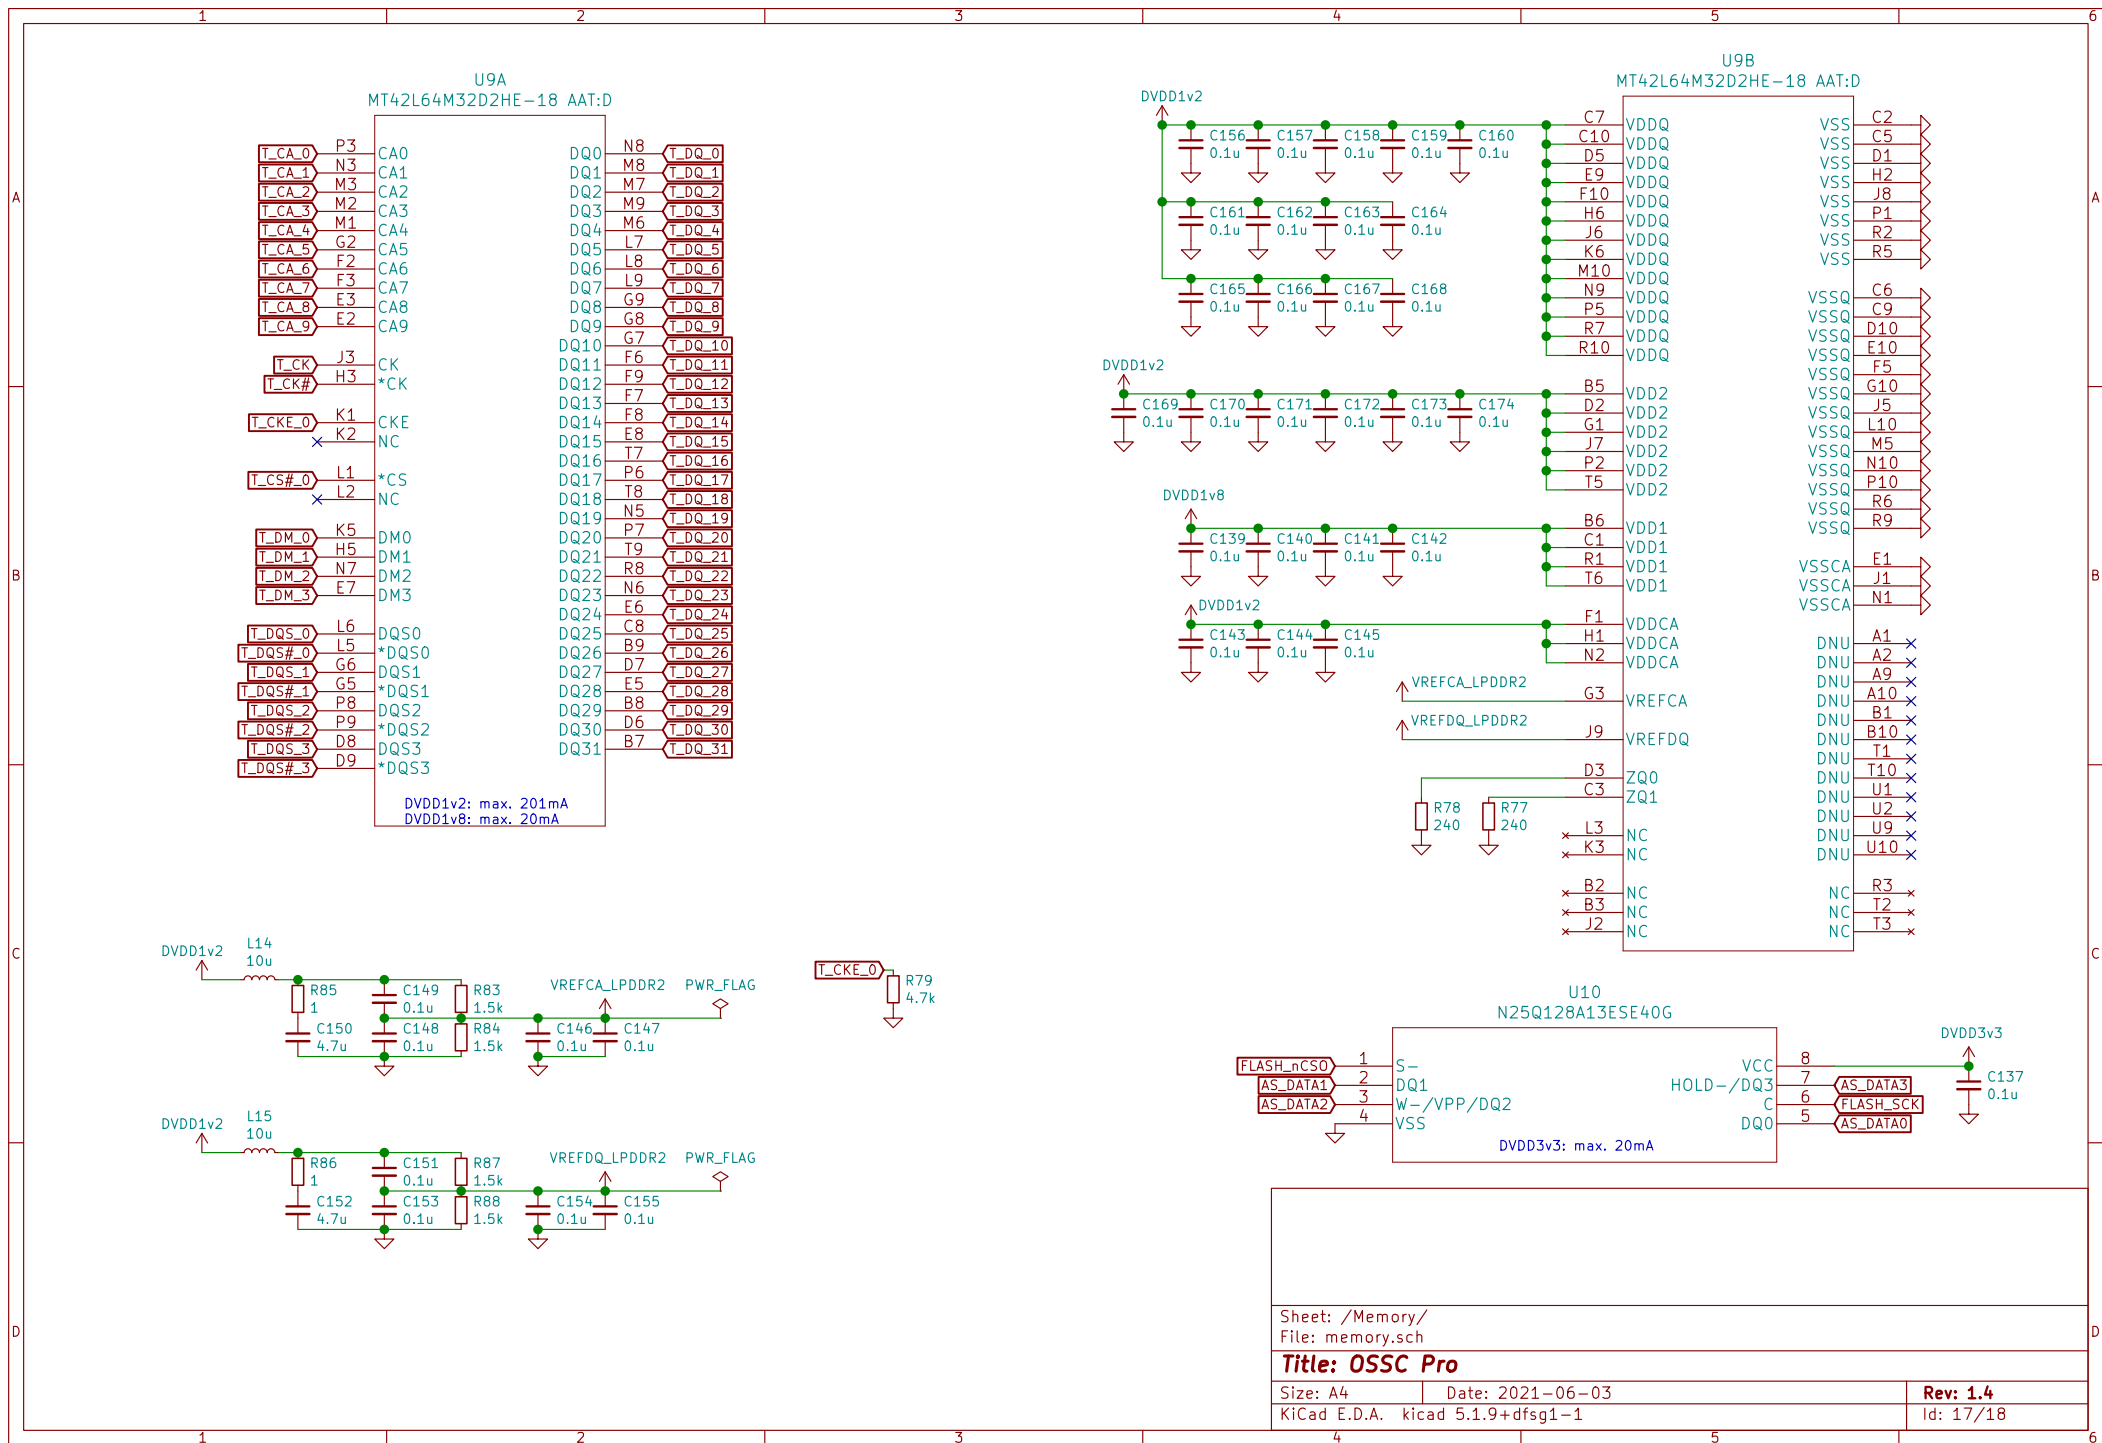 1 2 3 4 5 6
A
B
C
D
U9A
MT42L64M32D2HE-18 AAT:D
T_CA_0 P3 CA0 DQ0 N8 T_DQ_0
T_CA_1 N3 CA1 DQ1 M8 T_DQ_1
T_CA_2 M3 CA2 DQ2 M7 T_DQ_2
T_CA_3 M2 CA3 DQ3 M9 T_DQ_3
T_CA_4 M1 CA4 DQ4 M6 T_DQ_4
T_CA_5 G2 CA5 DQ5 L7 T_DQ_5
T_CA_6 F2 CA6 DQ6 L8 T_DQ_6
T_CA_7 F3 CA7 DQ7 L9 T_DQ_7
T_CA_8 E3 CA8 DQ8 G9 T_DQ_8
T_CA_9 E2 CA9 DQ9 G8 T_DQ_9
DQ10 G7 T_DQ_10
T_CK J3 CK DQ11 F6 T_DQ_11
T_CK# H3 *CK DQ12 F9 T_DQ_12
DQ13 F7 T_DQ_13
T_CKE_0 K1 CKE DQ14 F8 T_DQ_14
K2 NC DQ15 E8 T_DQ_15
DQ16 T7 T_DQ_16
T_CS#_0 L1 *CS DQ17 P6 T_DQ_17
L2 NC DQ18 T8 T_DQ_18
DQ19 N5 T_DQ_19
T_DM_0 K5 DM0 DQ20 P7 T_DQ_20
T_DM_1 H5 DM1 DQ21 T9 T_DQ_21
T_DM_2 N7 DM2 DQ22 R8 T_DQ_22
T_DM_3 E7 DM3 DQ23 N6 T_DQ_23
DQ24 E6 T_DQ_24
T_DQS_0 L6 DQS0 DQ25 C8 T_DQ_25
T_DQS#_0 L5 *DQS0 DQ26 B9 T_DQ_26
T_DQS_1 G6 DQS1 DQ27 D7 T_DQ_27
T_DQS#_1 G5 *DQS1 DQ28 E5 T_DQ_28
T_DQS_2 P8 DQS2 DQ29 B8 T_DQ_29
T_DQS#_2 P9 *DQS2 DQ30 D6 T_DQ_30
T_DQS_3 D8 DQS3 DQ31 B7 T_DQ_31
T_DQS#_3 D9 *DQS3
DVDD1v2: max. 201mA
DVDD1v8: max. 20mA
U9B
MT42L64M32D2HE-18 AAT:D
DVDD1v2
C156 C157 C158 C159 C160
0.1u 0.1u 0.1u 0.1u 0.1u
C161 C162 C163 C164
0.1u 0.1u 0.1u 0.1u
C165 C166 C167 C168
0.1u 0.1u 0.1u 0.1u
DVDD1v2
C169 C170 C171 C172 C173 C174
0.1u 0.1u 0.1u 0.1u 0.1u 0.1u
DVDD1v8
C139 C140 C141 C142
0.1u 0.1u 0.1u 0.1u
DVDD1v2
C143 C144 C145
0.1u 0.1u 0.1u
VREFCA_LPDDR2
VREFDQ_LPDDR2
R78 R77
240 240
C7 VDDQ VSS C2
C10 VDDQ VSS C5
D5 VDDQ VSS D1
E9 VDDQ VSS H2
F10 VDDQ VSS J8
H6 VDDQ VSS P1
J6 VDDQ VSS R2
K6 VDDQ VSS R5
M10 VDDQ
N9 VDDQ VSSQ C6
P5 VDDQ VSSQ C9
R7 VDDQ VSSQ D10
R10 VDDQ VSSQ E10
VSSQ F5
B5 VDD2 VSSQ G10
D2 VDD2 VSSQ J5
G1 VDD2 VSSQ L10
J7 VDD2 VSSQ M5
P2 VDD2 VSSQ N10
T5 VDD2 VSSQ P10
VSSQ R6
B6 VDD1 VSSQ R9
C1 VDD1
R1 VDD1 VSSCA E1
T6 VDD1 VSSCA J1
VSSCA N1
F1 VDDCA
H1 VDDCA DNU A1
N2 VDDCA DNU A2
DNU A9
G3 VREFCA DNU A10
DNU B1
J9 VREFDQ DNU B10
DNU T1
D3 ZQ0 DNU T10
C3 ZQ1 DNU U1
DNU U2
L3 NC DNU U9
K3 NC DNU U10
B2 NC NC R3
B3 NC NC T2
J2 NC NC T3
DVDD1v2 L14
10u
R85 C149 R83
1 0.1u 1.5k
VREFCA_LPDDR2 PWR_FLAG
C150 C148 R84 C146 C147
4.7u 0.1u 1.5k 0.1u 0.1u
T_CKE_0 R79
4.7k
DVDD1v2 L15
10u
R86 C151 R87
1 0.1u 1.5k
VREFDQ_LPDDR2 PWR_FLAG
C152 C153 R88 C154 C155
4.7u 0.1u 1.5k 0.1u 0.1u
U10
N25Q128A13ESE40G
DVDD3v3
FLASH_nCSO 1 S- VCC 8
AS_DATA1 2 DQ1 HOLD-/DQ3 7 AS_DATA3
AS_DATA2 3 W-/VPP/DQ2 C 6 FLASH_SCK
4 VSS DQ0 5 AS_DATA0
C137
0.1u
DVDD3v3: max. 20mA
Sheet: /Memory/
File: memory.sch
Title: OSSC Pro
Size: A4 Date: 2021-06-03 Rev: 1.4
KiCad E.D.A. kicad 5.1.9+dfsg1-1 Id: 17/18
A
B
C
D
1 2 3 4 5 6